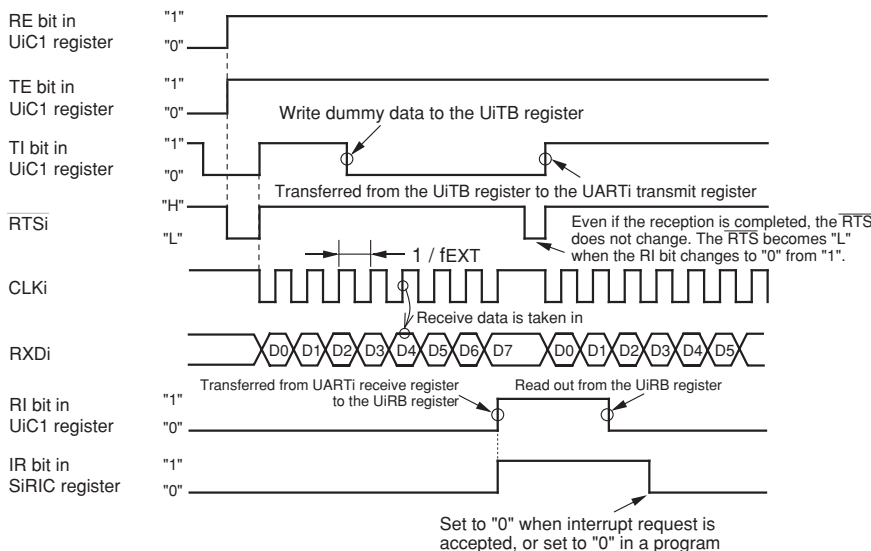 RE bit in
UiC1 register
"1"
"0"
TE bit in
UiC1 register
"1"
"0"
Write dummy data to the UiTB register
TI bit in
UiC1 register
"1"
"0"
Transferred from the UiTB register to the UARTi transmit register
RTSi
"H"
"L"
Even if the reception is completed, the RTS
does not change. The RTS becomes "L"
when the RI bit changes to "0" from "1".
1 / fEXT
CLKi
Receive data is taken in
RXDi
D0 D1 D2 D3 D4 D5 D6 D7 D0 D1 D2 D3 D4 D5
Transferred from UARTi receive register
to the UiRB register
Read out from the UiRB register
RI bit in
UiC1 register
"1"
"0"
IR bit in
SiRIC register
"1"
"0"
Set to "0" when interrupt request is
accepted, or set to "0" in a program